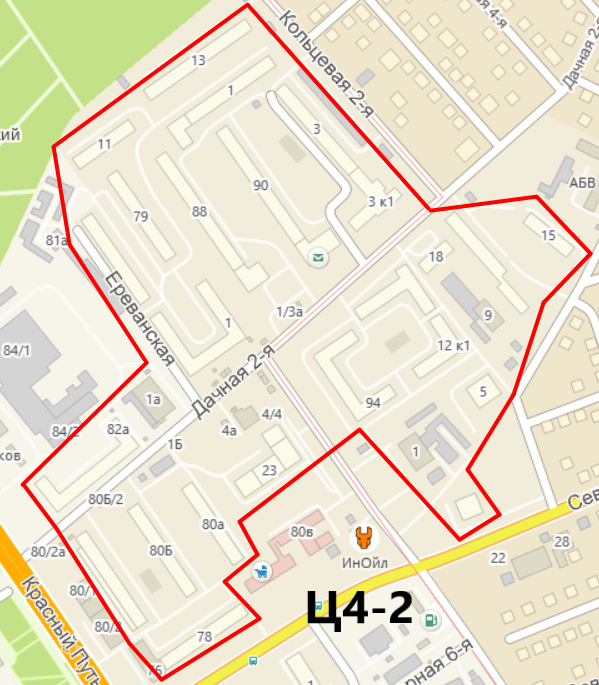 Кольцевая 2-я
4-я
Дачная 2-
13
1
3
ский
11
90
АБВ
79
88
3 к1
81а
15
18
Ереванская
1/3а
9
1
84/1
12 к1
Дачная 2-я
5
1а
94
4/4
84/2
82а
4а
1Б
1
ков
23
80Б/2
80а
80в
Сев
80/2а
80Б
ИнОйл
28
22
80/1
Красный Путь
80/2
Ц4-2
78
76
1
рная 6-я